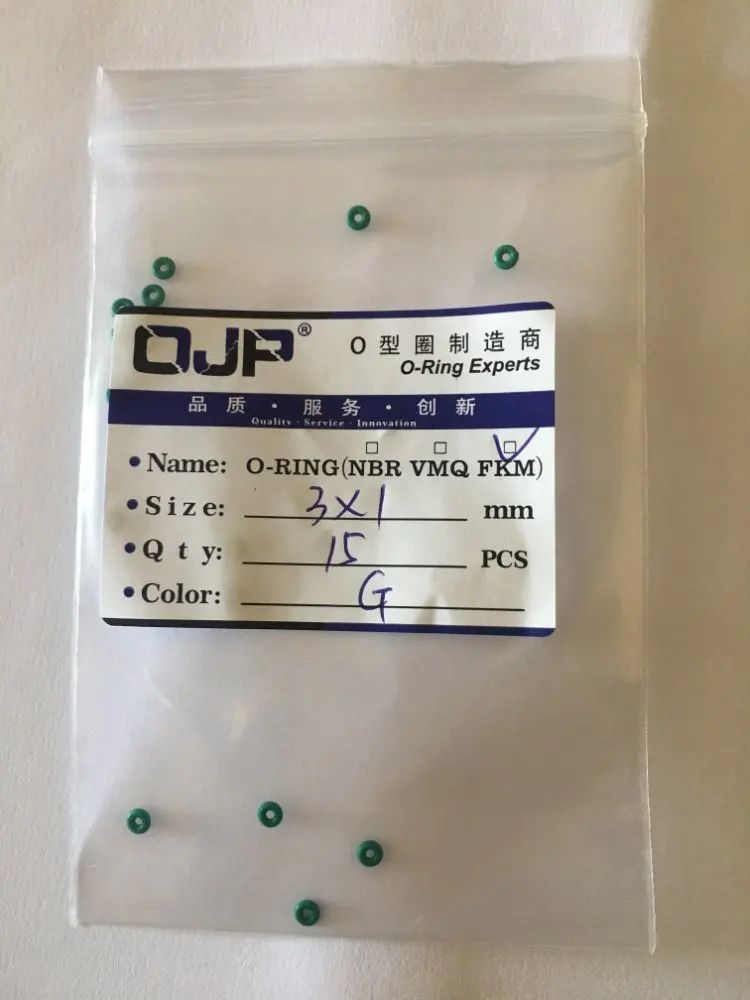 OJP®
O型圈制造商
O-Ring Experts
品质·服务·创新
Quality · Service · Innovation
• Name: O-RING(NBR VMQ FKM)
• Size: 3X1 mm
• Qty: 15 PCS
• Color: G